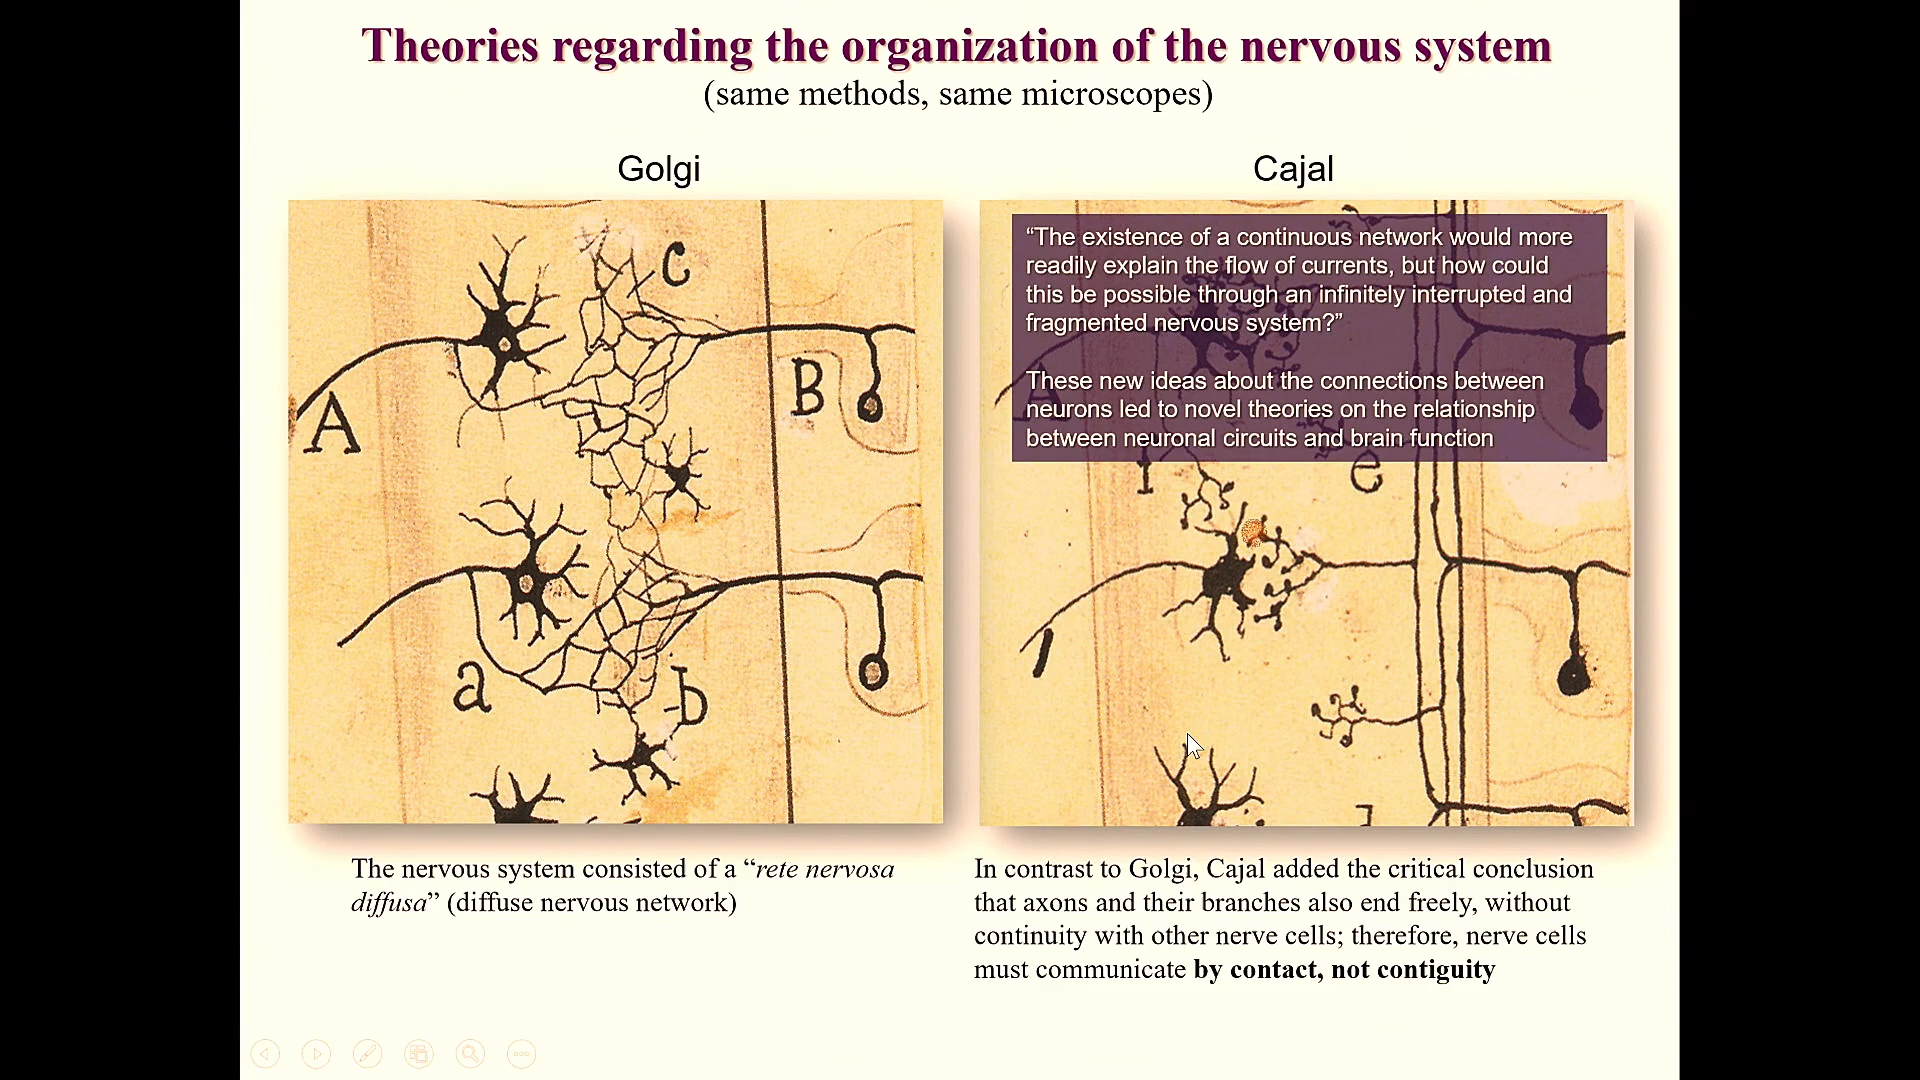 Theories regarding the organization of the nervous system
(same methods, same microscopes)
Golgi
C
A
B
a
b
The nervous system consisted of a “rete nervosa
diffusa” (diffuse nervous network)
Cajal
“The existence of a continuous network would more
readily explain the flow of currents, but how could
this be possible through an infinitely interrupted and
fragmented nervous system?”
These new ideas about the connections between
neurons led to novel theories on the relationship
between neuronal circuits and brain function
A
e
In contrast to Golgi, Cajal added the critical conclusion
that axons and their branches also end freely, without
continuity with other nerve cells; therefore, nerve cells
must communicate by contact, not contiguity